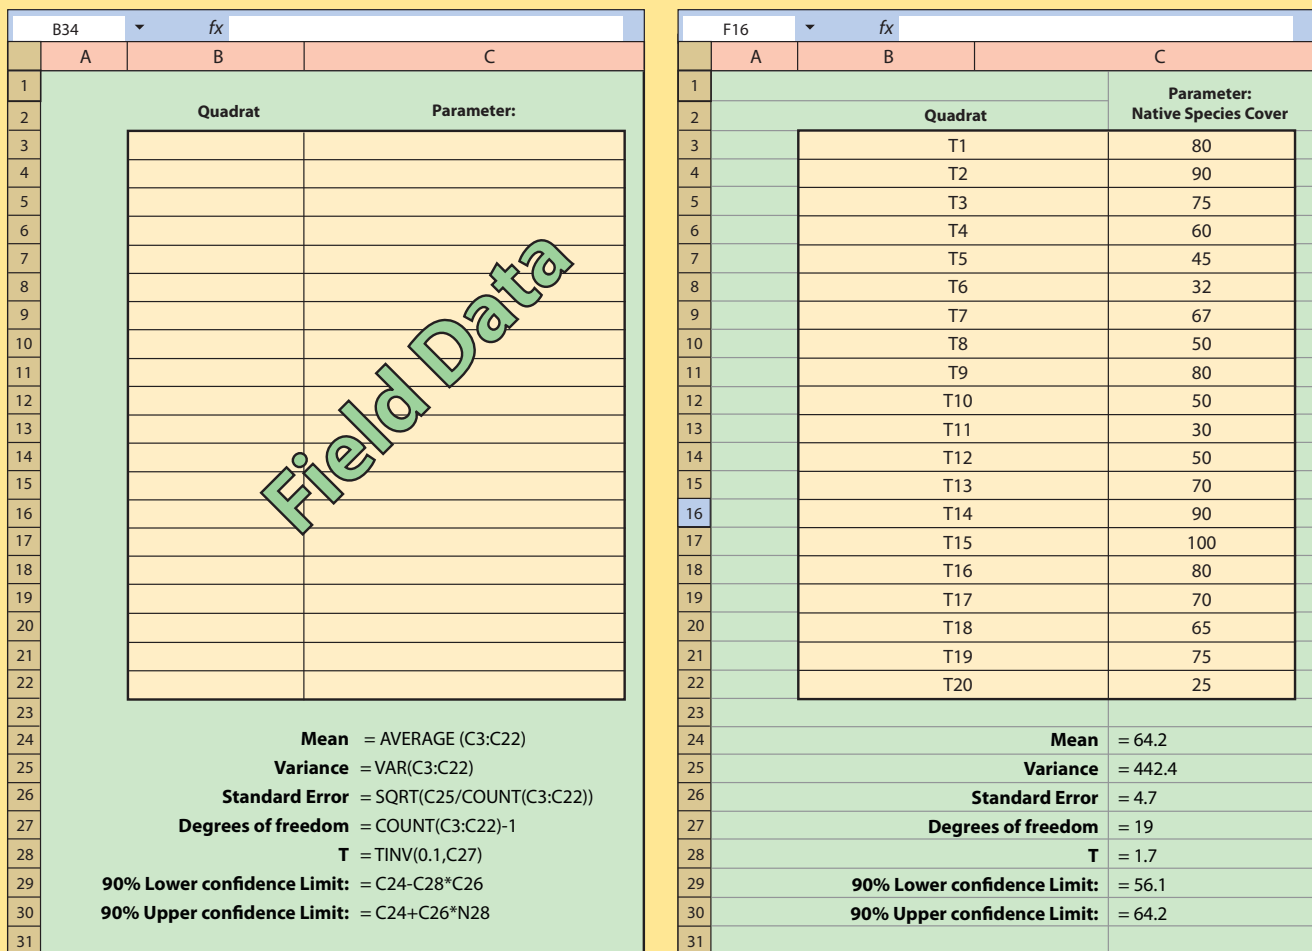 B34 fx
A B C
1
2 Quadrat Parameter:
3
4
5
6
7
8
9
10
11
12
13
14
15
16
17
18
19
20
21
22
Field Data
23
24 Mean = AVERAGE (C3:C22)
25 Variance = VAR(C3:C22)
26 Standard Error = SQRT(C25/COUNT(C3:C22))
27 Degrees of freedom = COUNT(C3:C22)-1
28 T = TINV(0.1,C27)
29 90% Lower confidence Limit: = C24-C28*C26
30 90% Upper confidence Limit: = C24+C26*N28
31
F16 fx
A B C
1 Parameter:
2 Quadrat Native Species Cover
3 T1 80
4 T2 90
5 T3 75
6 T4 60
7 T5 45
8 T6 32
9 T7 67
10 T8 50
11 T9 80
12 T10 50
13 T11 30
14 T12 50
15 T13 70
16 T14 90
17 T15 100
18 T16 80
19 T17 70
20 T18 65
21 T19 75
22 T20 25
23
24 Mean = 64.2
25 Variance = 442.4
26 Standard Error = 4.7
27 Degrees of freedom = 19
28 T = 1.7
29 90% Lower confidence Limit: = 56.1
30 90% Upper confidence Limit: = 64.2
31